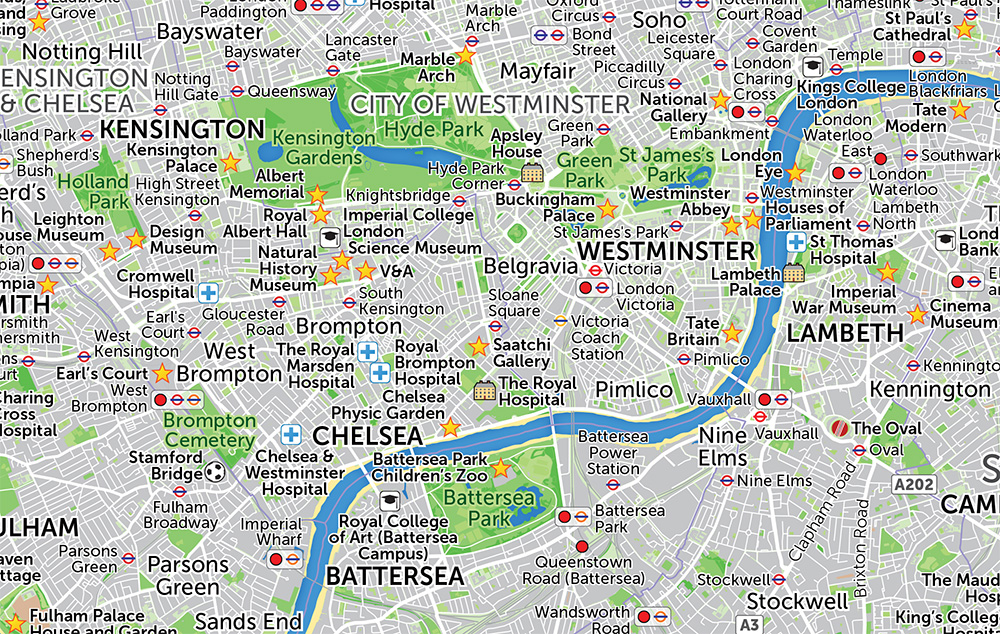 Paddington
Hospital
Marble
Arch
Oxford
Circus
Soho
Tottenham
Court Road
Thameslink
St Paul's
St Paul's
Cathedral
Grove
Notting Hill
Bayswater
Bayswater
Lancaster
Gate
Marble
Arch
Bond
Street
Leicester
Square
Covent
Garden
Temple
Mayfair
Piccadilly
Circus
London
Charing
Cross
Kings College
London
London
Blackfriars
KENSINGTON
& CHELSEA
Notting
Hill Gate
Queensway
CITY OF WESTMINSTER
National
Gallery
Embankment
London
Waterloo
East
Tate
Modern
Holland Park
KENSINGTON
Kensington
Gardens
Hyde Park
Apsley
House
Green
Park
Shepherd's
Bush
Kensington
Palace
Hyde Park
Corner
Green
Park
St James's
Park
London
Eye
Southwark
Holland
Park
High Street
Kensington
Albert
Memorial
Knightsbridge
Buckingham
Palace
Westminster
Abbey
Westminster
London
Waterloo
Leighton
House Museum
Design
Museum
Royal
Albert Hall
Imperial College
London
St James's Park
Houses of
Parliament
Lambeth
North
Natural
History
Museum
Science Museum
V&A
Belgravia
WESTMINSTER
St Thomas'
Hospital
Cromwell
Hospital
South
Kensington
Victoria
London
Victoria
Lambeth
Palace
Imperial
War Museum
Cinema
Museum
Earl's
Court
Gloucester
Road
Sloane
Square
Victoria
Coach
Station
Tate
Britain
LAMBETH
West
Kensington
West
Brompton
Brompton
The Royal
Marsden
Hospital
Royal
Brompton
Hospital
Saatchi
Gallery
Pimlico
Earl's Court
West
Brompton
Chelsea
Physic Garden
The Royal
Hospital
Pimlico
Vauxhall
Kennington
Charing
Cross
Hospital
Brompton
Cemetery
CHELSEA
Battersea
Power
Station
Nine
Elms
Vauxhall
The Oval
Oval
Stamford
Bridge
Chelsea &
Westminster
Hospital
Battersea Park
Children's Zoo
Nine Elms
A202
Fulham
Broadway
Battersea
Park
Battersea
Park
Clapham Road
Brixton Road
Imperial
Wharf
Royal College
of Art (Battersea
Campus)
Parsons
Green
Parsons
Green
BATTERSEA
Queenstown
Road (Battersea)
Stockwell
Stockwell
Fulham Palace
House and Garden
Sands End
Wandsworth
Road
A3
The Maud
King's College